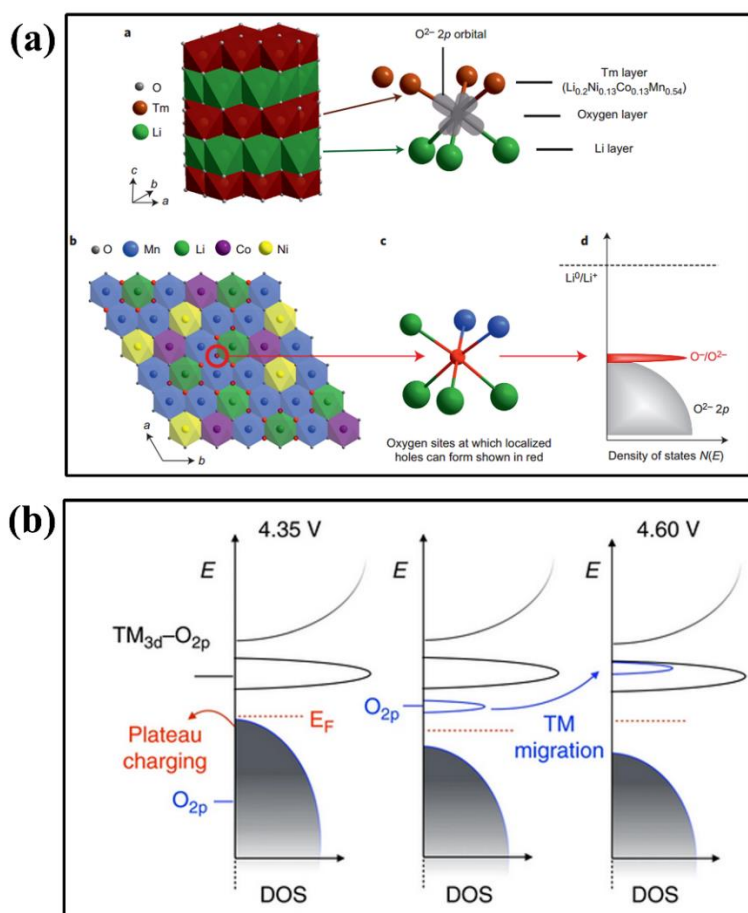 (a)
a
O²⁻ 2p orbital
O
Tm
Li
Tm layer
(Li₀.₂Ni₀.₁₃Co₀.₁₃Mn₀.₅₄)
Oxygen layer
Li layer
c
b
a
b
O Mn Li Co Ni
c
d
Li⁰/Li⁺
O⁻/O²⁻
O²⁻ 2p
a
b
Oxygen sites at which localized
holes can form shown in red
Density of states N(E)
(b)
4.35 V
4.60 V
E
E
E
TM₃d–O₂p
E_F
Plateau
charging
O₂p
O₂p
TM
migration
DOS
DOS
DOS